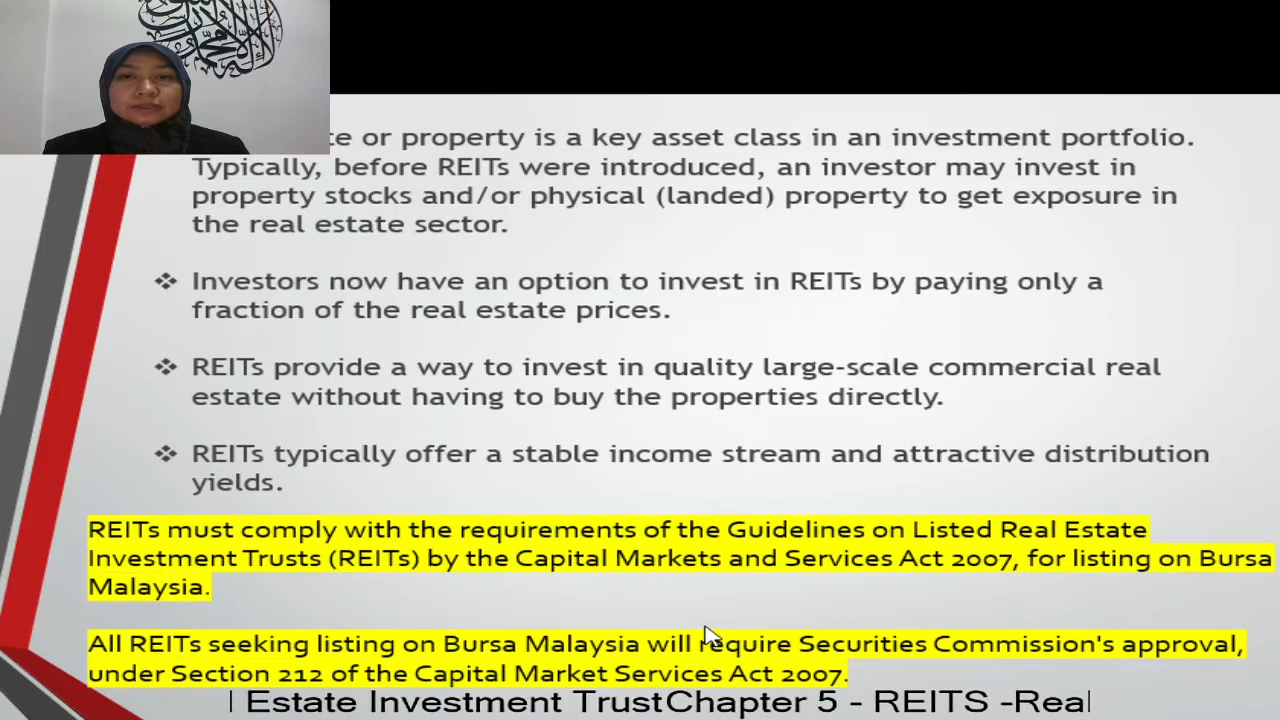 or property is a key asset class in an investment portfolio.
Typically, before REITs were introduced, an investor may invest in
property stocks and/or physical (landed) property to get exposure in
the real estate sector.
❖ Investors now have an option to invest in REITs by paying only a
fraction of the real estate prices.
❖ REITs provide a way to invest in quality large-scale commercial real
estate without having to buy the properties directly.
❖ REITs typically offer a stable income stream and attractive distribution
yields.
REITs must comply with the requirements of the Guidelines on Listed Real Estate
Investment Trusts (REITs) by the Capital Markets and Services Act 2007, for listing on Bursa
Malaysia.
All REITs seeking listing on Bursa Malaysia will require Securities Commission's approval,
under Section 212 of the Capital Market Services Act 2007.
Estate Investment TrustChapter 5 - REITS -Real